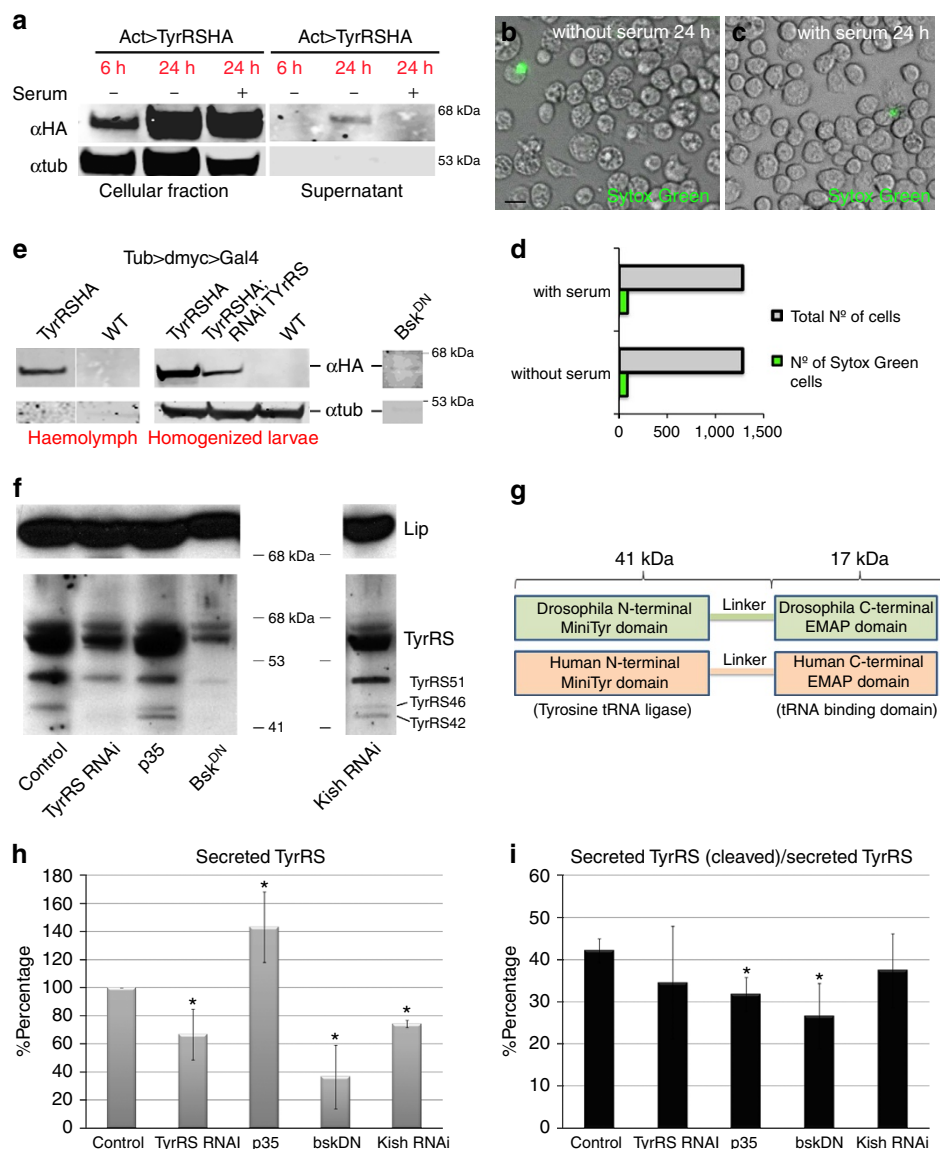 a
Act>TyrRSHA
Act>TyrRSHA
6 h 24 h 24 h 6 h 24 h 24 h
Serum – – + – – +
αHA
68 kDa
αtub
53 kDa
Cellular fraction
Supernatant
b
without serum 24 h
Sytox Green
c
with serum 24 h
Sytox Green
e
Tub>dmyc>Gal4
TyrRSHA
WT
TyrRSHA
TyrRSHA;
RNAi TYrRS
WT
Bsk^DN
αHA
68 kDa
αtub
53 kDa
Haemolymph
Homogenized larvae
d
with serum
without serum
0 500 1,000 1,500
Total Nº of cells
Nº of Sytox Green
cells
f
Lip
68 kDa
68 kDa
TyrRS
53
TyrRS51
TyrRS46
TyrRS42
41
Control
TyrRS RNAi
p35
Bsk^DN
Kish RNAi
g
41 kDa
17 kDa
Drosophila N-terminal
MiniTyr domain
Linker
Drosophila C-terminal
EMAP domain
Human N-terminal
MiniTyr domain
Linker
Human C-terminal
EMAP domain
(Tyrosine tRNA ligase)
(tRNA binding domain)
h
Secreted TyrRS
%Percentage
180
160
140
120
100
80
60
40
20
0
*
*
*
*
Control TyrRS RNAI p35 bskDN Kish RNAi
i
Secreted TyrRS (cleaved)/secreted TyrRS
%Percentage
60
50
40
30
20
10
0
*
*
Control TyrRS RNAI p35 bskDN Kish RNAi